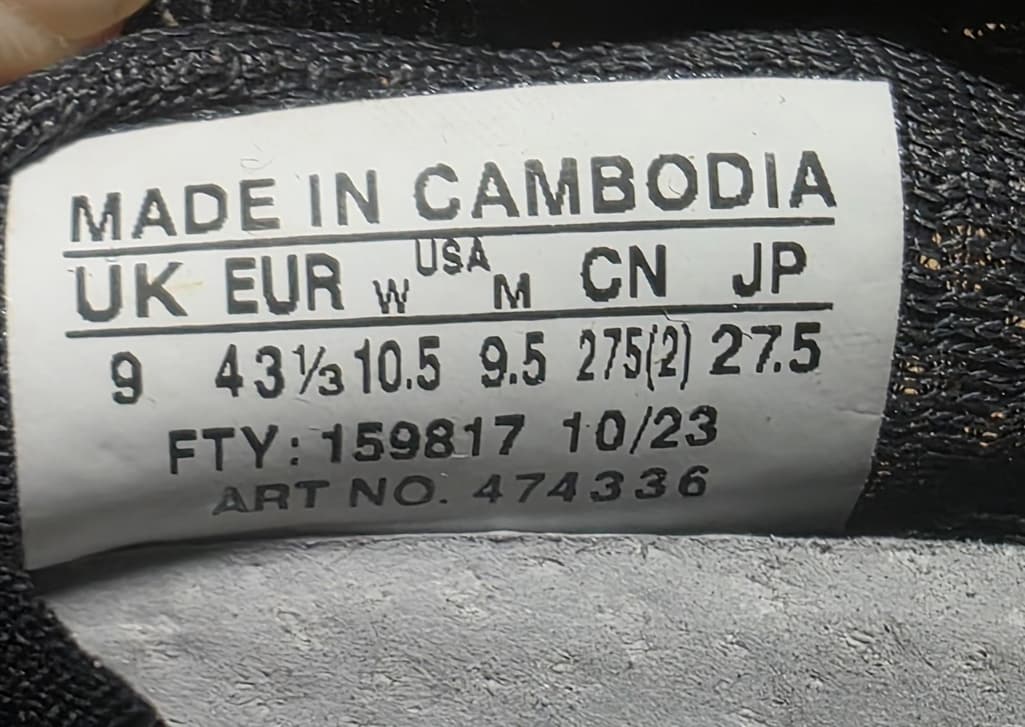 MADE IN CAMBODIA
UK EUR W USA M CN JP
9 43⅓ 10.5 9.5 275(2) 27.5
FTY: 159817 10/23
ART NO. 474336